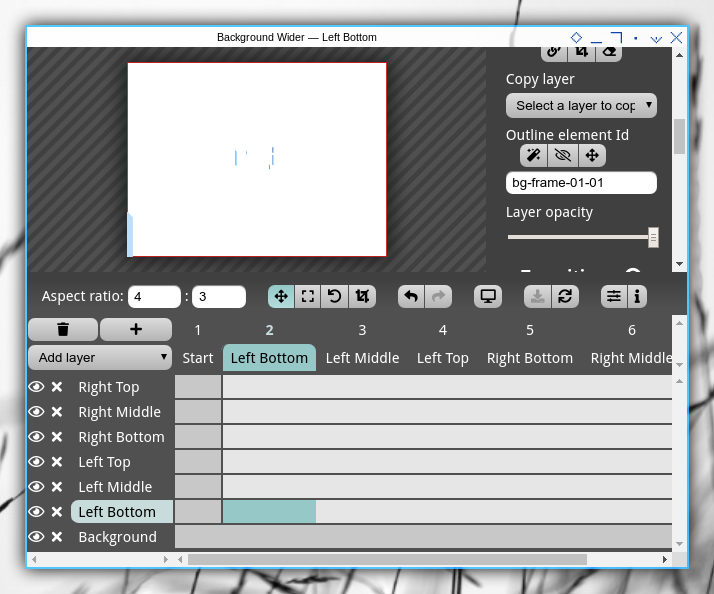 Background Wider — Left Bottom
Copy layer
Select a layer to cop
Outline element Id
bg-frame-01-01
Layer opacity
Aspect ratio: 4 : 3
1 2 3 4 5 6
Add layer Start Left Bottom Left Middle Left Top Right Bottom Right Middle
Right Top
Right Middle
Right Bottom
Left Top
Left Middle
Left Bottom
Background